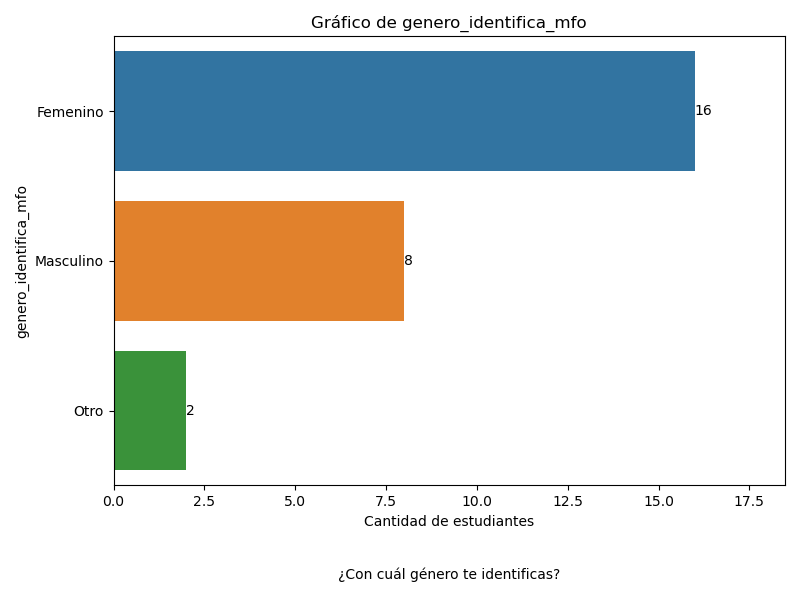 Gráfico de genero_identifica_mfo
genero_identifica_mfo
Femenino
16
Masculino
8
Otro
2
0.0 2.5 5.0 7.5 10.0 12.5 15.0 17.5
Cantidad de estudiantes
¿Con cuál género te identificas?